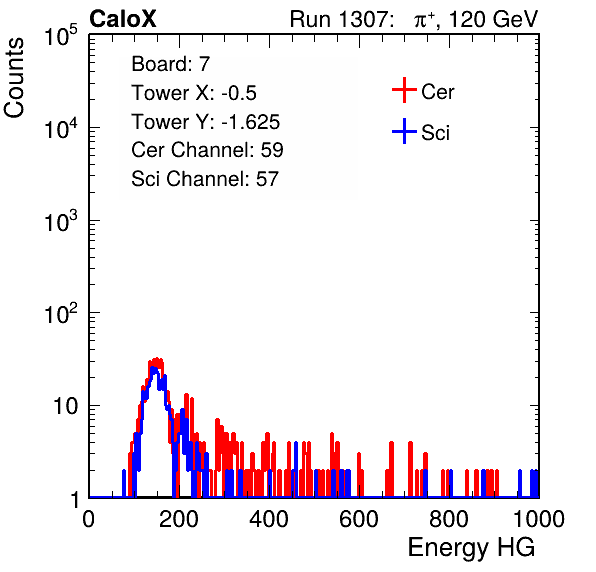 CaloX Run 1307: π⁺, 120 GeV
Counts
Board: 7
Tower X: -0.5
Tower Y: -1.625
Cer Channel: 59
Sci Channel: 57
Cer
Sci
10⁵
10⁴
10³
10²
10
1
0 200 400 600 800 1000
Energy HG